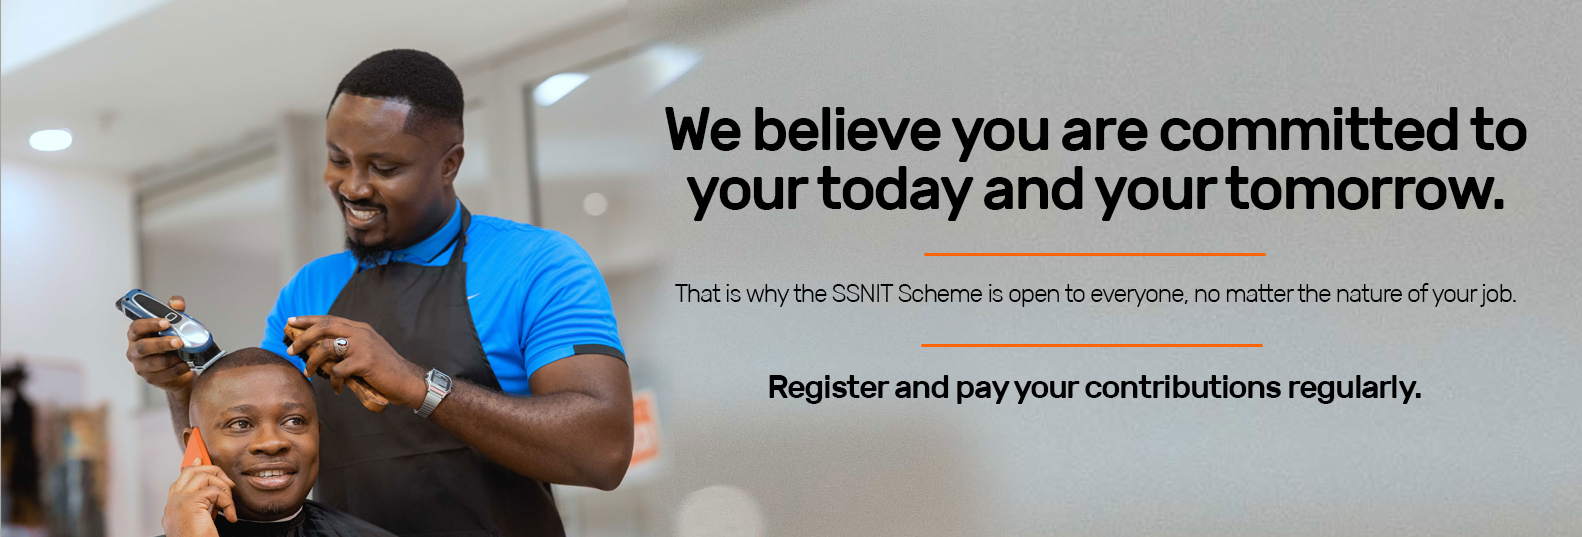 We believe you are committed to
your today and your tomorrow.
That is why the SSNIT Scheme is open to everyone, no matter the nature of your job.
Register and pay your contributions regularly.